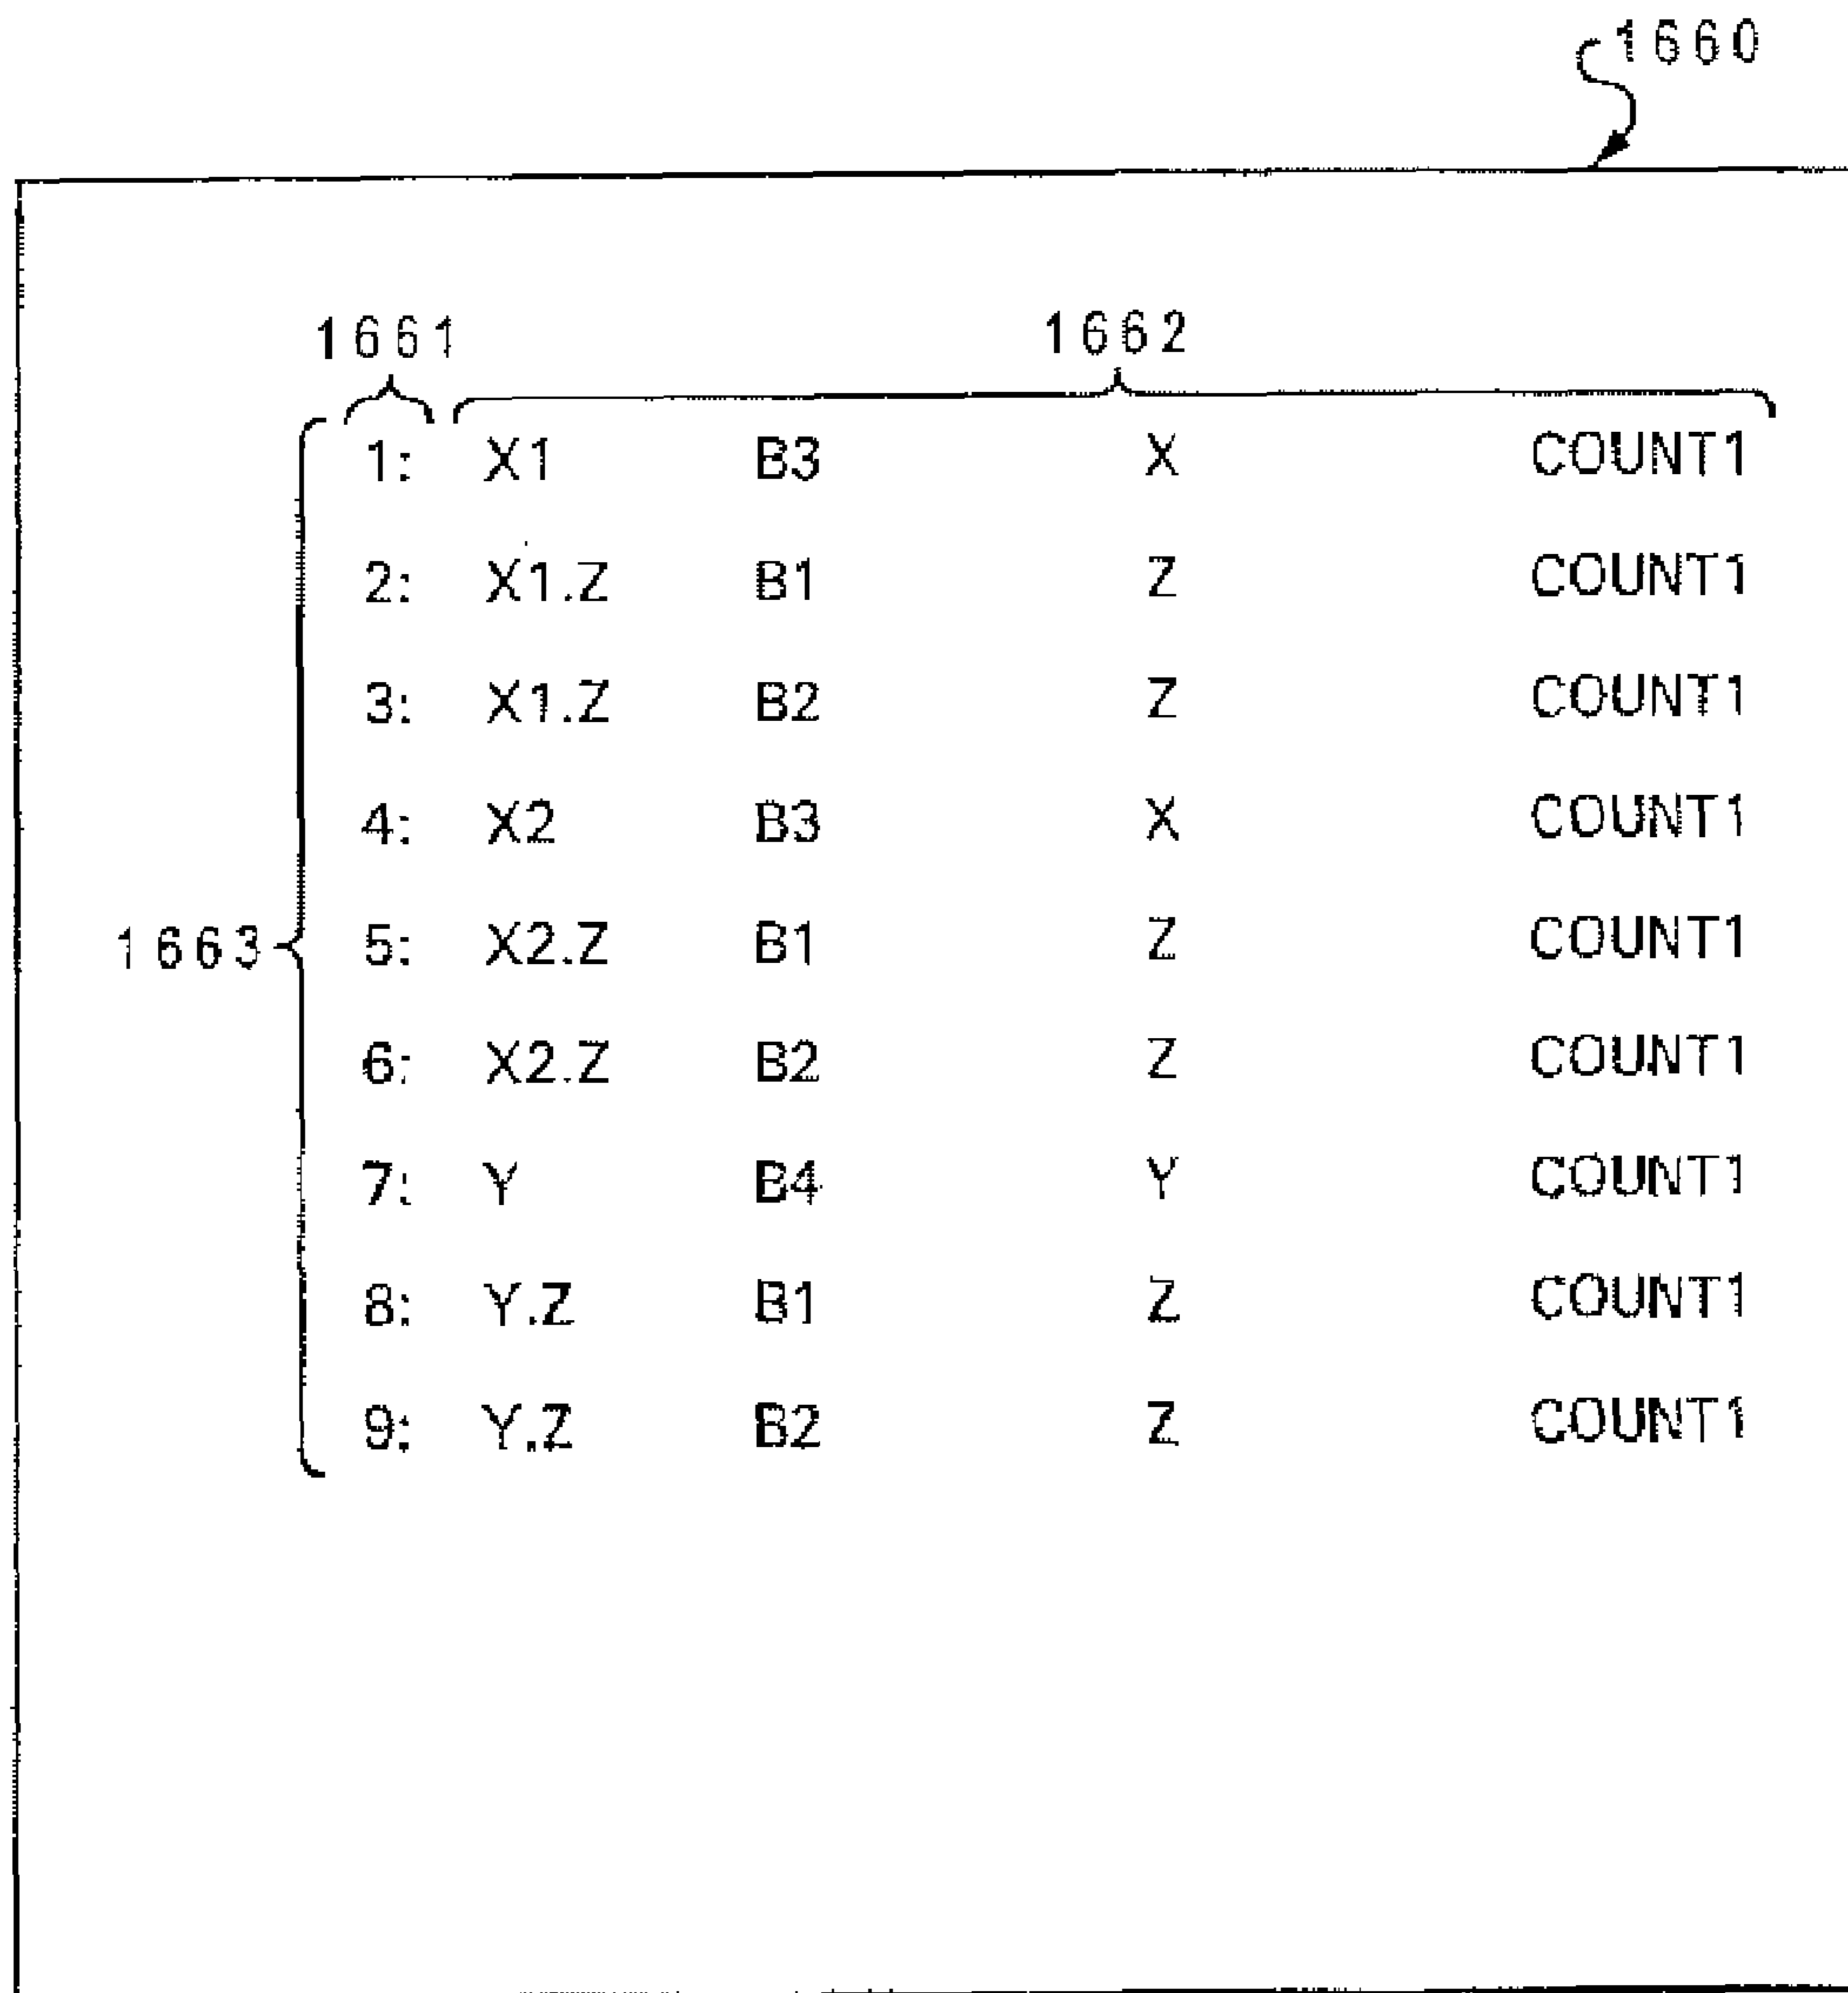 1660
1661 1662
1: X1 B3 X COUNT1
2: X1.Z B1 Z COUNT1
3: X1.Z B2 Z COUNT1
4: X2 B3 X COUNT1
1663 5: X2.Z B1 Z COUNT1
6: X2.Z B2 Z COUNT1
7: Y B4 Y COUNT1
8: Y.Z B1 Z COUNT1
9: Y.Z B2 Z COUNT1